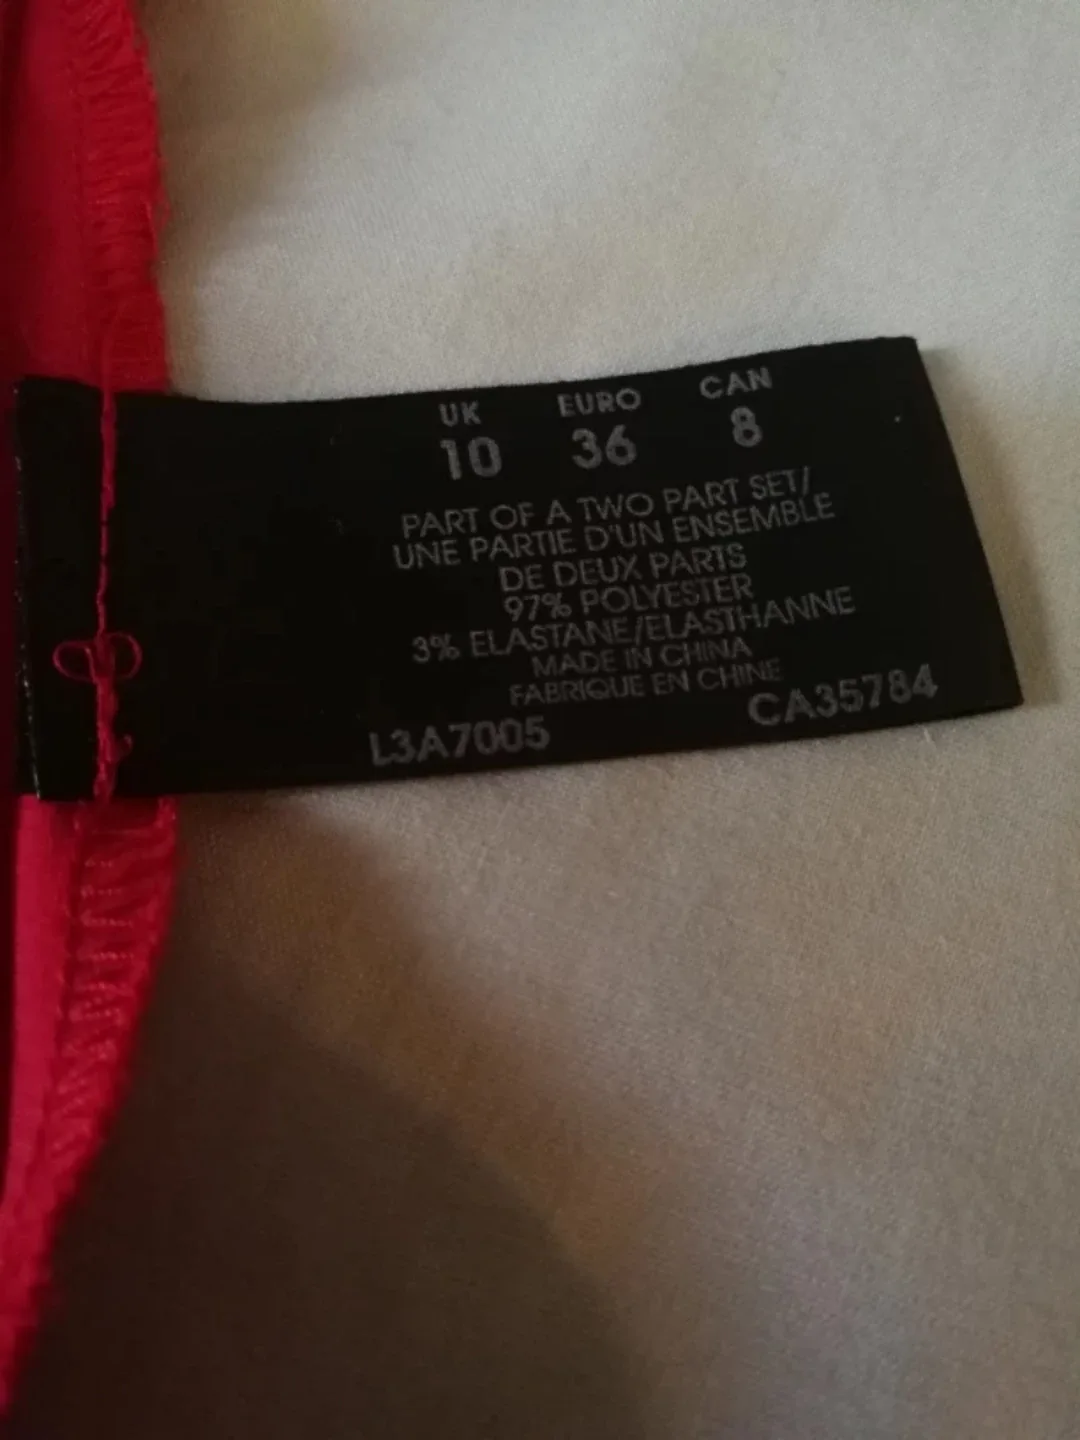 UK EURO CAN
10 36 8
PART OF A TWO PART SET/
UNE PARTIE D'UN ENSEMBLE
DE DEUX PARTS
97% POLYESTER
3% ELASTANE/ELASTHANNE
MADE IN CHINA
FABRIQUE EN CHINE
L3A7005 CA35784